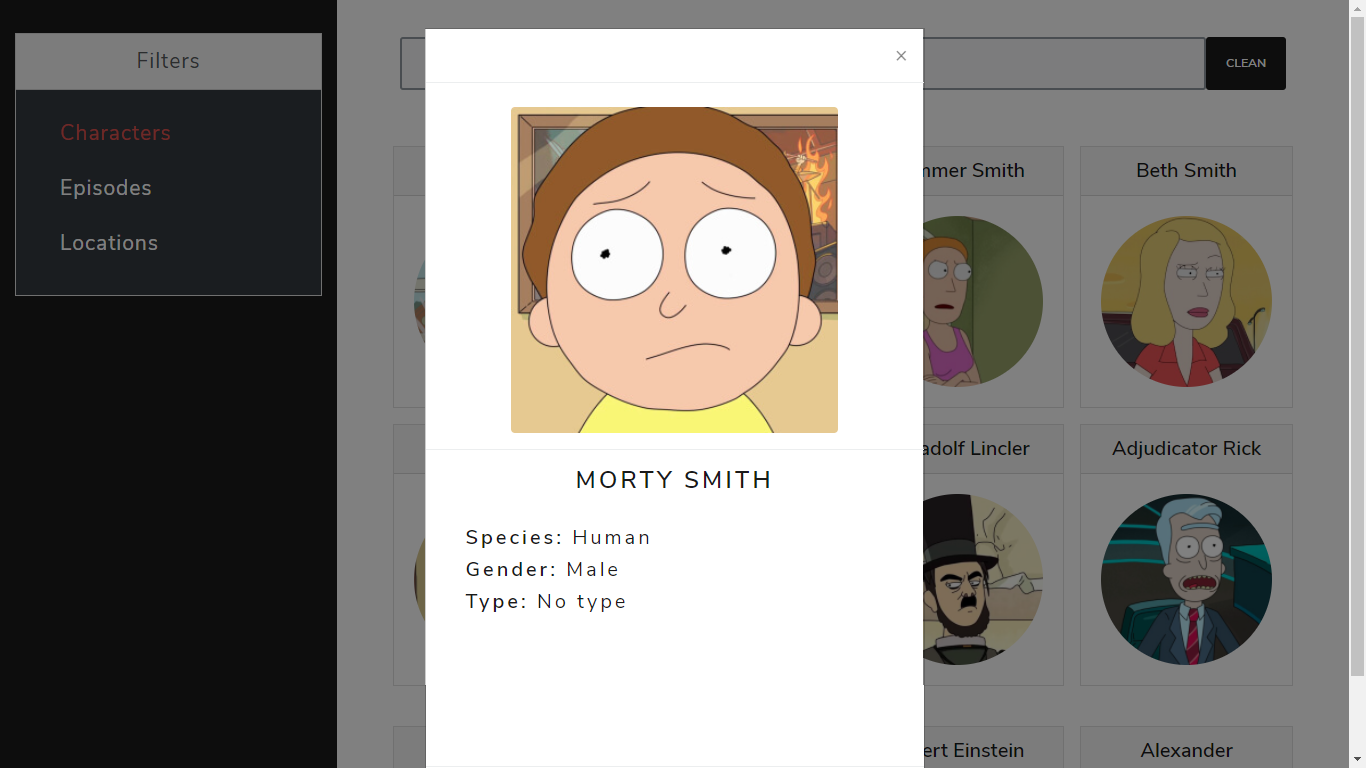 Filters
Characters
Episodes
Locations
×
CLEAN
mmer Smith
Beth Smith
MORTY SMITH
Species: Human
Gender: Male
Type: No type
adolf Lincler
Adjudicator Rick
ert Einstein
Alexander